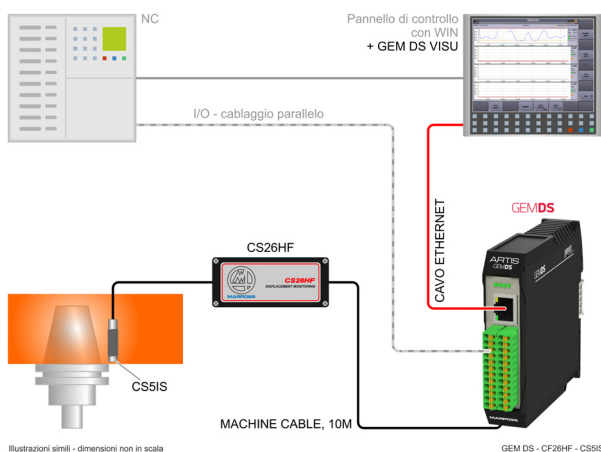 NC
Pannello di controllo
con WIN
+ GEM DS VISU
I/O - cablaggio parallelo
CAVO ETHERNET
GEMDS
ARTIS
GEMDS
CS26HF
CS26HF
DISPLACEMENT MONITORING
MARPOSS
CS5IS
MACHINE CABLE, 10M
MARPOSS
Illustrazioni simili - dimensioni non in scala
GEM DS - CF26HF - CS5IS